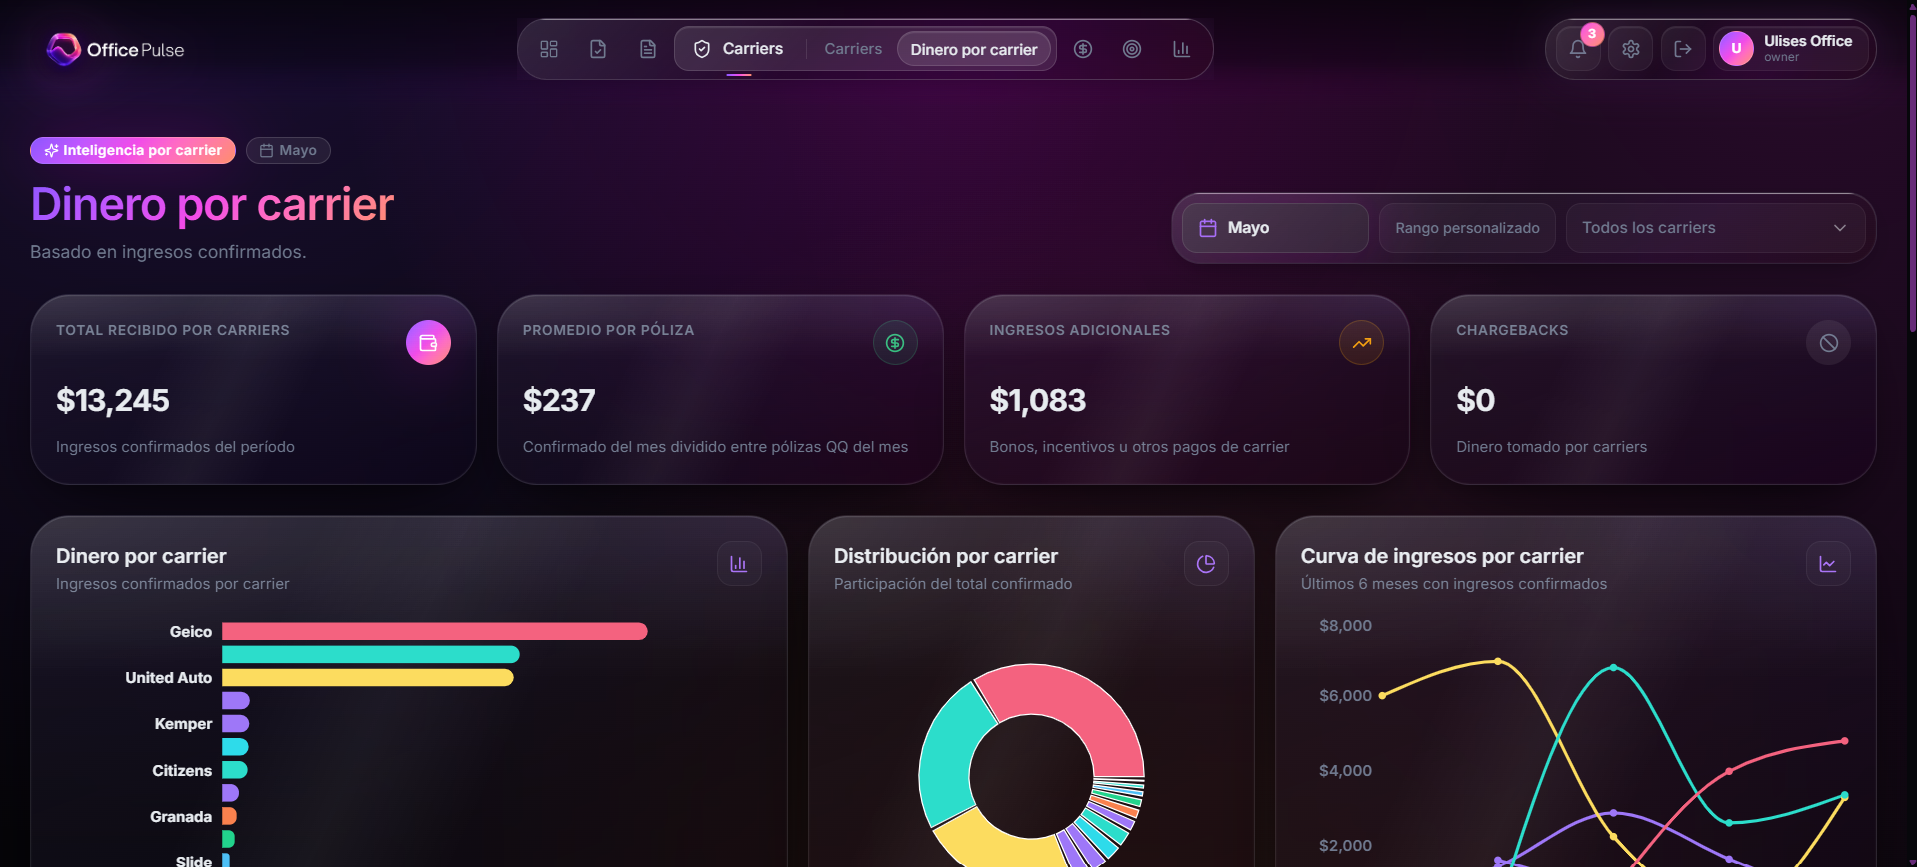 OfficePulse
Carriers
Carriers
Dinero por carrier
3
U
Ulises Office
owner
Inteligencia por carrier
Mayo
Dinero por carrier
Basado en ingresos confirmados.
Mayo
Rango personalizado
Todos los carriers
TOTAL RECIBIDO POR CARRIERS
$13,245
Ingresos confirmados del período
PROMEDIO POR PÓLIZA
$237
Confirmado del mes dividido entre pólizas QQ del mes
INGRESOS ADICIONALES
$1,083
Bonos, incentivos u otros pagos de carrier
CHARGEBACKS
$0
Dinero tomado por carriers
Dinero por carrier
Ingresos confirmados por carrier
Geico
United Auto
Kemper
Citizens
Granada
Slide
Distribución por carrier
Participación del total confirmado
Curva de ingresos por carrier
Últimos 6 meses con ingresos confirmados
$8,000
$6,000
$4,000
$2,000